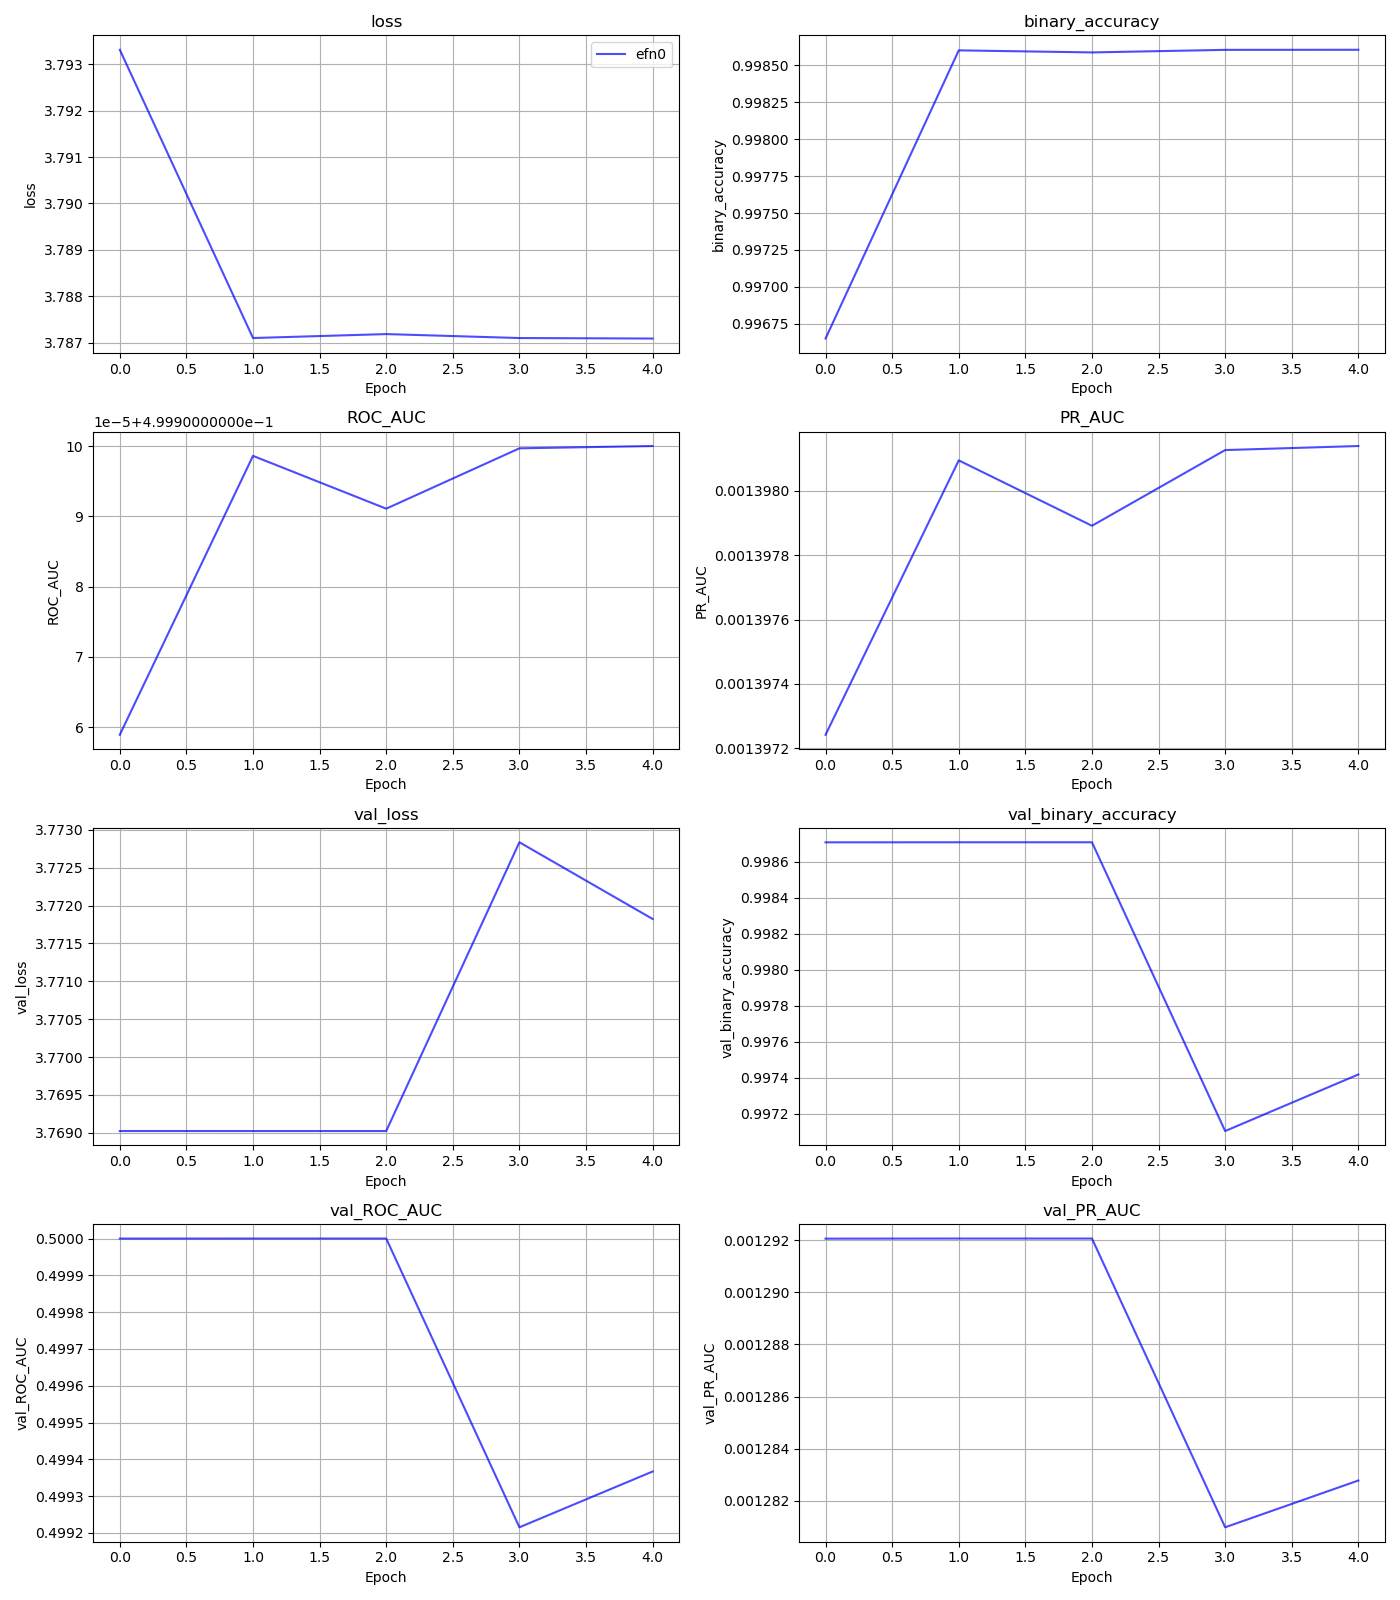 loss
efn0
3.793
3.792
3.791
3.790
3.789
3.788
3.787
loss
0.0 0.5 1.0 1.5 2.0 2.5 3.0 3.5 4.0
Epoch
binary_accuracy
0.99850
0.99825
0.99800
0.99775
0.99750
0.99725
0.99700
0.99675
binary_accuracy
0.0 0.5 1.0 1.5 2.0 2.5 3.0 3.5 4.0
Epoch
ROC_AUC
1e−5+4.9990000000e−1
10
9
8
7
6
ROC_AUC
0.0 0.5 1.0 1.5 2.0 2.5 3.0 3.5 4.0
Epoch
PR_AUC
0.0013980
0.0013978
0.0013976
0.0013974
0.0013972
PR_AUC
0.0 0.5 1.0 1.5 2.0 2.5 3.0 3.5 4.0
Epoch
val_loss
3.7730
3.7725
3.7720
3.7715
3.7710
3.7705
3.7700
3.7695
3.7690
val_loss
0.0 0.5 1.0 1.5 2.0 2.5 3.0 3.5 4.0
Epoch
val_binary_accuracy
0.9986
0.9984
0.9982
0.9980
0.9978
0.9976
0.9974
0.9972
val_binary_accuracy
0.0 0.5 1.0 1.5 2.0 2.5 3.0 3.5 4.0
Epoch
val_ROC_AUC
0.5000
0.4999
0.4998
0.4997
0.4996
0.4995
0.4994
0.4993
0.4992
val_ROC_AUC
0.0 0.5 1.0 1.5 2.0 2.5 3.0 3.5 4.0
Epoch
val_PR_AUC
0.001292
0.001290
0.001288
0.001286
0.001284
0.001282
val_PR_AUC
0.0 0.5 1.0 1.5 2.0 2.5 3.0 3.5 4.0
Epoch